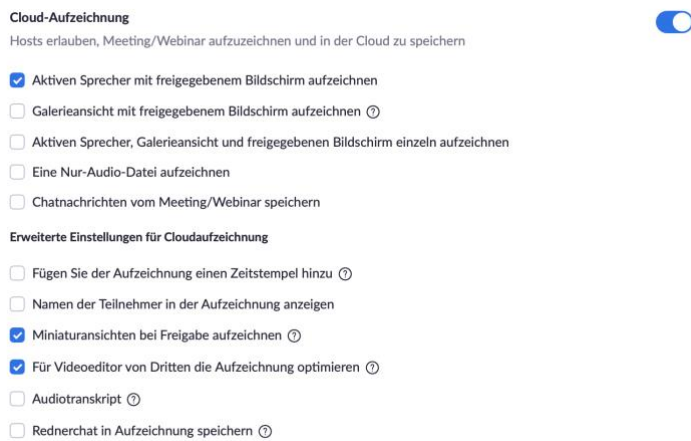 Cloud-Aufzeichnung
Hosts erlauben, Meeting/Webinar aufzuzeichnen und in der Cloud zu speichern
Aktiven Sprecher mit freigegebenem Bildschirm aufzeichnen
Galerieansicht mit freigegebenem Bildschirm aufzeichnen
Aktiven Sprecher, Galerieansicht und freigegebenen Bildschirm einzeln aufzeichnen
Eine Nur-Audio-Datei aufzeichnen
Chatnachrichten vom Meeting/Webinar speichern
Erweiterte Einstellungen für Cloudaufzeichnung
Fügen Sie der Aufzeichnung einen Zeitstempel hinzu
Namen der Teilnehmer in der Aufzeichnung anzeigen
Miniaturansichten bei Freigabe aufzeichnen
Für Videoeditor von Dritten die Aufzeichnung optimieren
Audiotranskript
Rednerchat in Aufzeichnung speichern